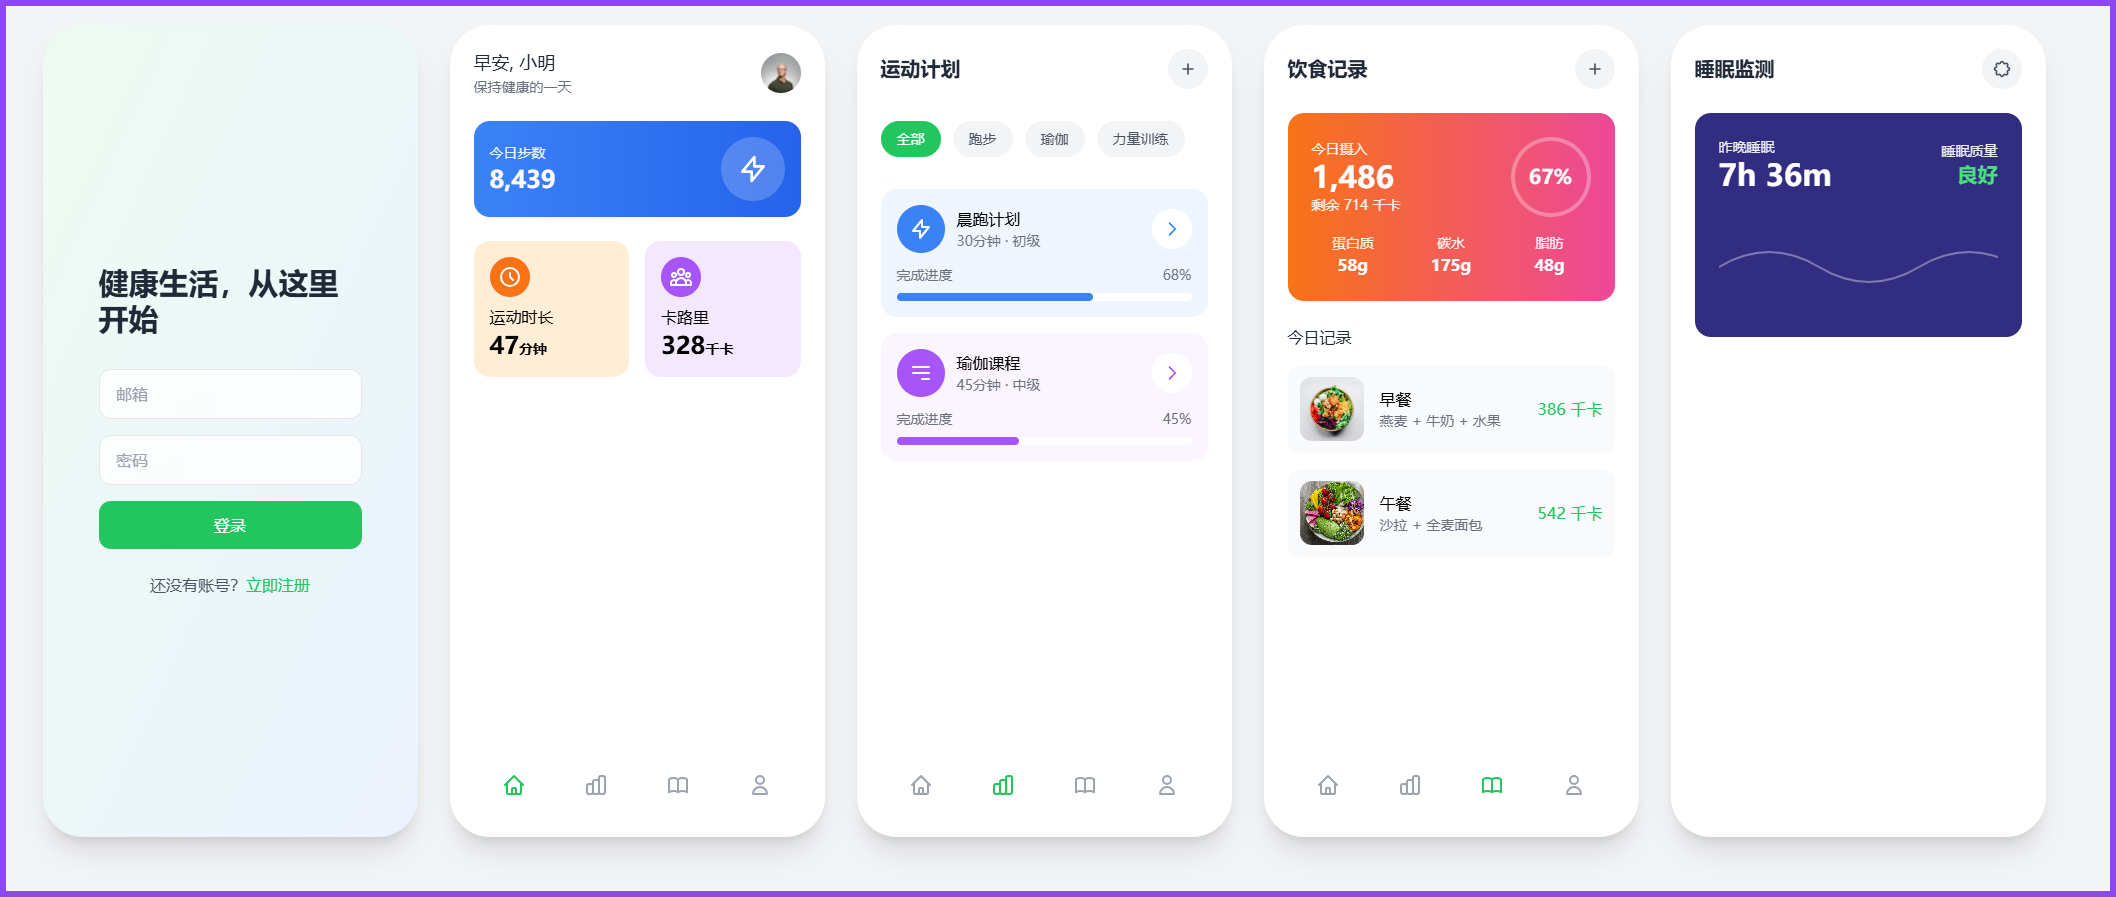 健康生活，从这里
开始
邮箱
密码
登录
还没有账号？立即注册
早安, 小明
保持健康的一天
今日步数
8,439
运动时长
47分钟
卡路里
328千卡
运动计划
全部
跑步
瑜伽
力量训练
晨跑计划
30分钟 · 初级
完成进度 68%
瑜伽课程
45分钟 · 中级
完成进度 45%
饮食记录
今日摄入
1,486
剩余 714 千卡
67%
蛋白质 碳水 脂肪
58g 175g 48g
今日记录
早餐
燕麦 + 牛奶 + 水果
386 千卡
午餐
沙拉 + 全麦面包
542 千卡
睡眠监测
昨晚睡眠
7h 36m
睡眠质量
良好